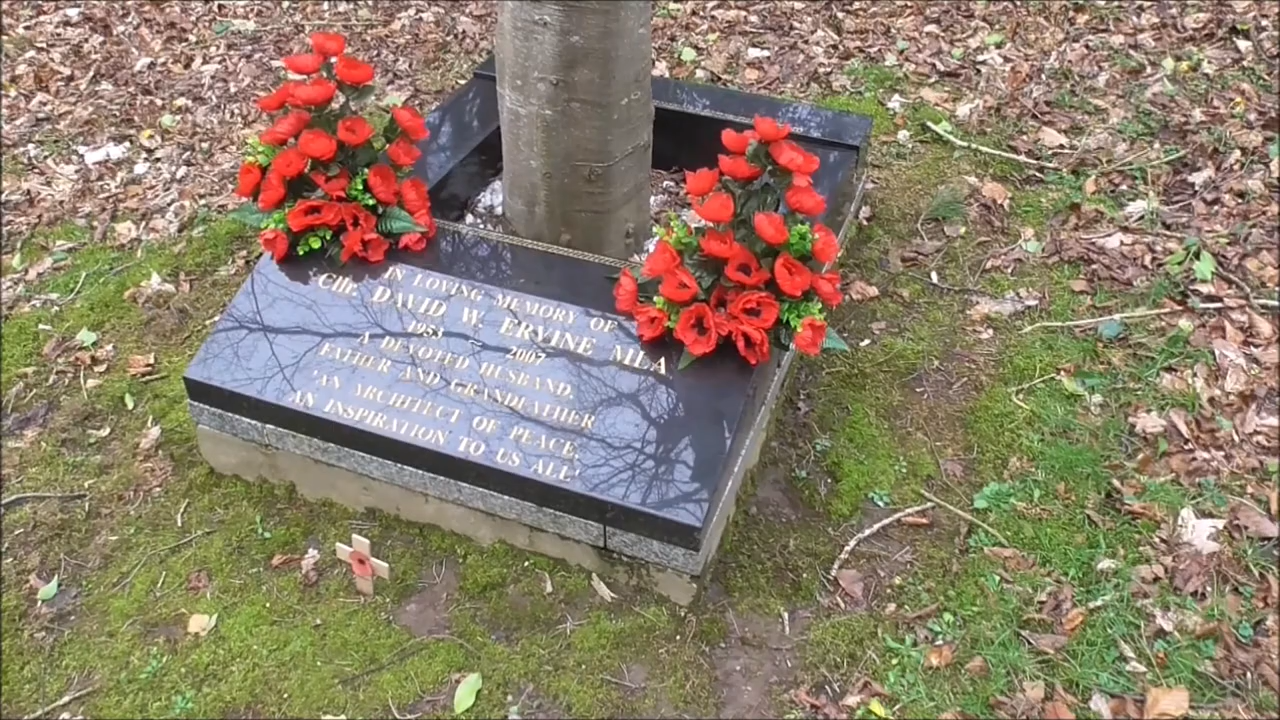 IN LOVING MEMORY OF
Cllr DAVID W. ERVINE MLA
1953 - 2007
A DEVOTED HUSBAND,
FATHER AND GRANDFATHER
'AN ARCHITECT OF PEACE,
AN INSPIRATION TO US ALL'